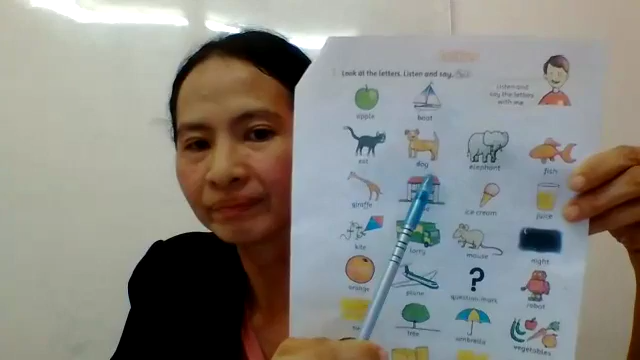 Look at the letters. Listen and say.
Listen and
say the letters
with me
apple boat
cat dog elephant fish
giraffe ice cream juice
kite lorry mouse night
orange plane question mark robot
tree umbrella vegetables